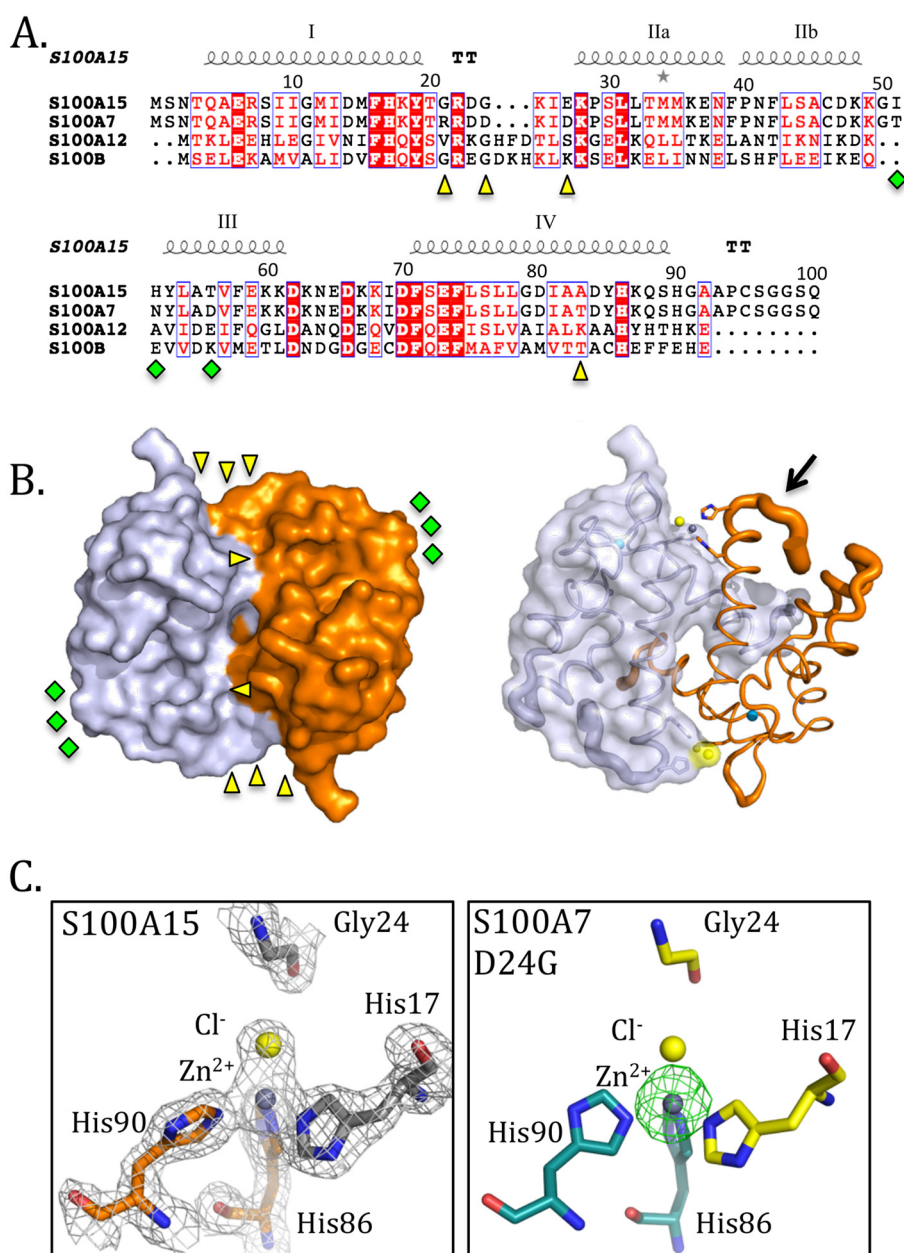 A.
I IIa IIb
S100A15 TT
10 20 30 40 50
S100A15 MSNTQAERSIIGMIDMFHKYTGRDG...KIEKPSLLTMMKENFPNFLSACDKKGI
S100A7 MSNTQAERSIIGMIDMFHKYTRRDD...KIDKPSLLTMMKENFPNFLSACDKKGT
S100A12 ..MTKLEEHLEGIVNIFHQYSVRKGHFDTLSKGELKQLLTKELANTIKNIKDK..
S100B ..MSELEKAMVALIDVFHQYSGREGDKHKLKKSELKELINNELSHFLEEIKEQ..
III IV
S100A15 TT
60 70 80 90 100
S100A15 HYLATVFEKKDKNEDKKIDFSEFLSLLGDIAADYHKQSHGAAPCSGGSQ
S100A7 NYLADVFEKKDKNEDKKIDFSEFLSLLGDIATDYHKQSHGAAPCSGGSQ
S100A12 AVIDEIFQGLDANQDEQVDFQEFISLVAIALKAAHYHTHKE........
S100B EVVDKVMETLDNDGDGECDFQEFMAFVAMVTTACHEFFEHE........
B.
C.
S100A15
Gly24
His17
Cl-
Zn2+
His90
His86
S100A7
D24G
Gly24
Cl-
His17
Zn2+
His90
His86